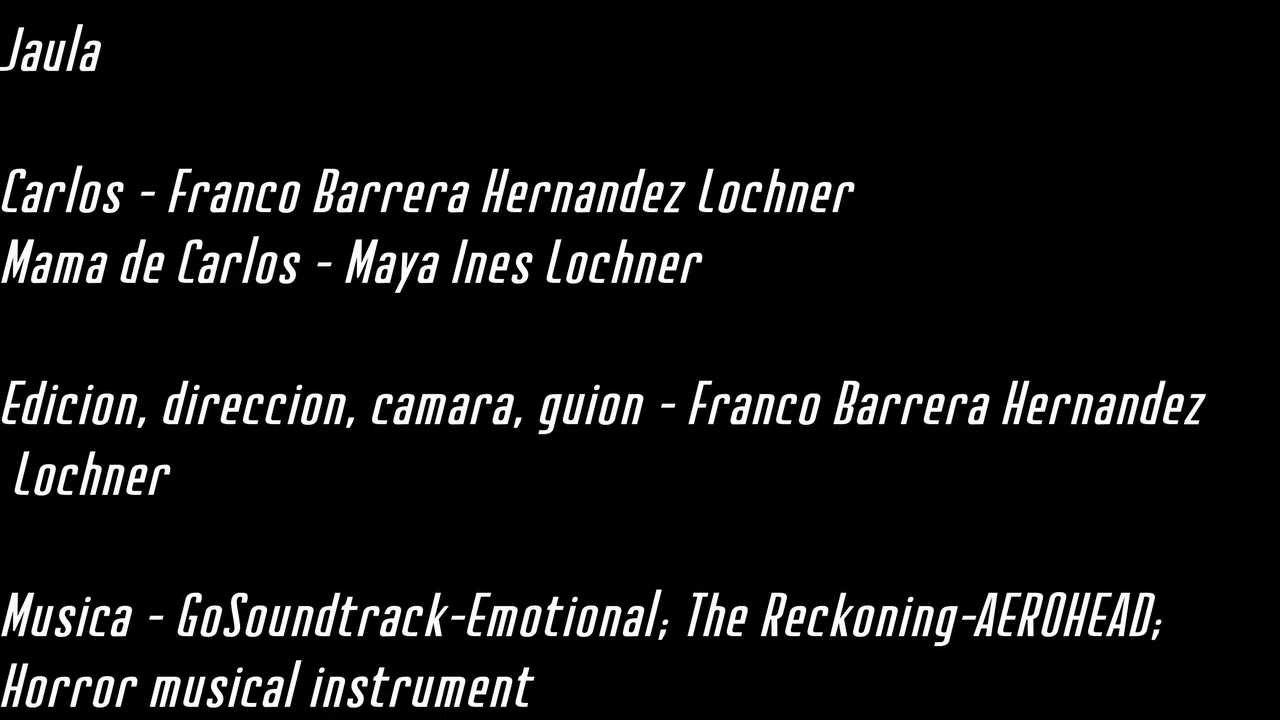 Jaula
Carlos - Franco Barrera Hernandez Lochner
Mama de Carlos - Maya Ines Lochner
Edicion, direccion, camara, guion - Franco Barrera Hernandez
Lochner
Musica - GoSoundtrack-Emotional; The Reckoning-AEROHEAD;
Horror musical instrument